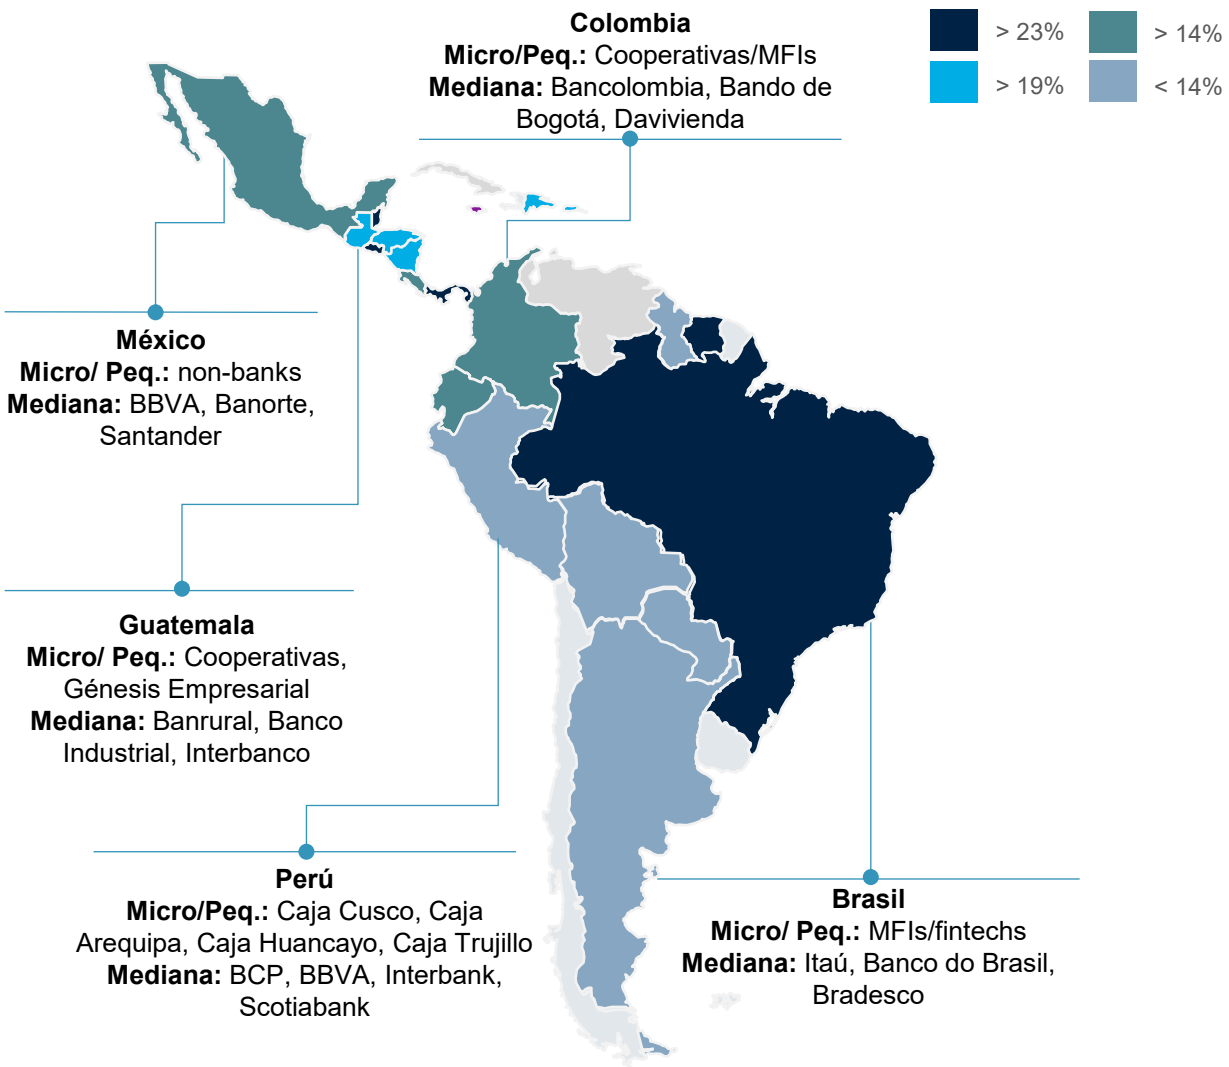 Colombia
Micro/Peq.: Cooperativas/MFIs
Mediana: Bancolombia, Bando de
Bogotá, Davivienda
> 23%
> 14%
> 19%
< 14%
México
Micro/ Peq.: non-banks
Mediana: BBVA, Banorte,
Santander
Guatemala
Micro/ Peq.: Cooperativas,
Génesis Empresarial
Mediana: Banrural, Banco
Industrial, Interbanco
Perú
Micro/Peq.: Caja Cusco, Caja
Arequipa, Caja Huancayo, Caja Trujillo
Mediana: BCP, BBVA, Interbank,
Scotiabank
Brasil
Micro/ Peq.: MFIs/fintechs
Mediana: Itaú, Banco do Brasil,
Bradesco